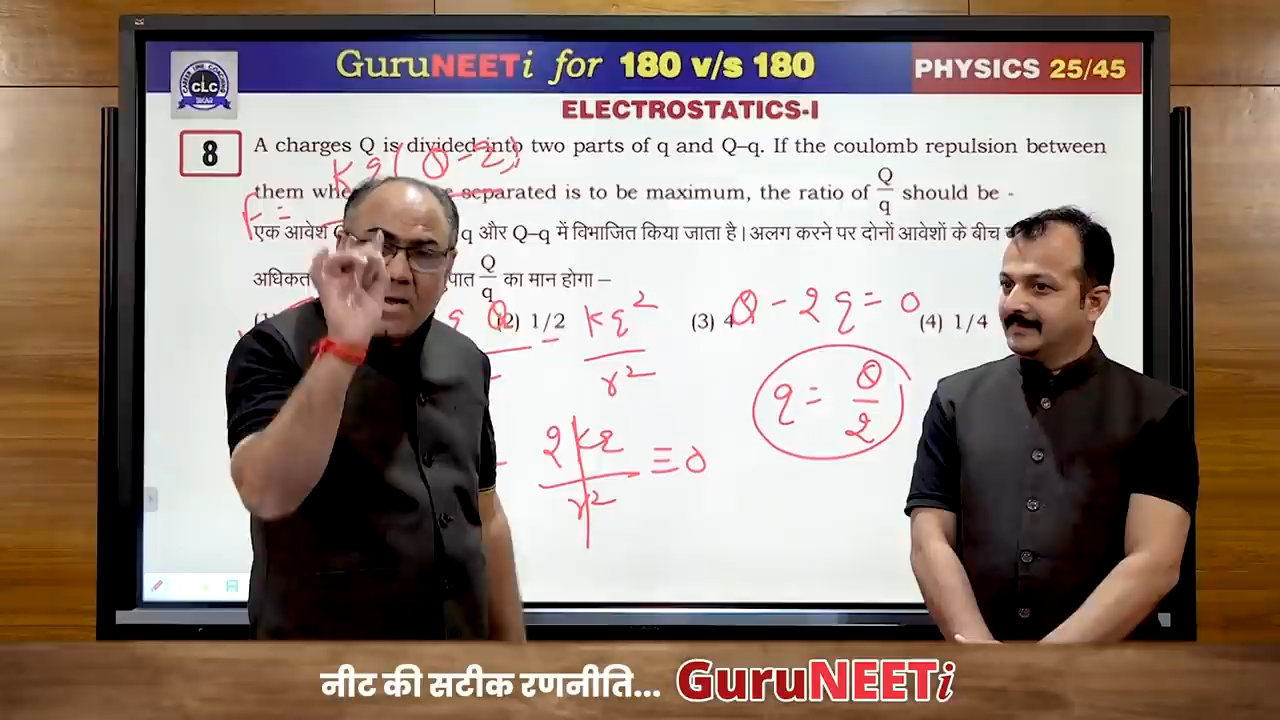 GuruNEETi for 180 v/s 180
PHYSICS 25/45
CLC
ELECTROSTATICS-I
8
A charges Q is divided into two parts of q and Q–q. If the coulomb repulsion between
them whe separated is to be maximum, the ratio of Q/q should be -
एक आवेश q और Q–q में विभाजित किया जाता है। अलग करने पर दोनों आवेशों के बीच
अधिकत पात Q/q का मान होगा –
(2) 1/2
(3) 4
(4) 1/4
F = Kq(Q-q)
Q - kq²/r²
2kq/r² = 0
Q - 2q = 0
q = Q/2
नीट की सटीक रणनीति... GuruNEETi